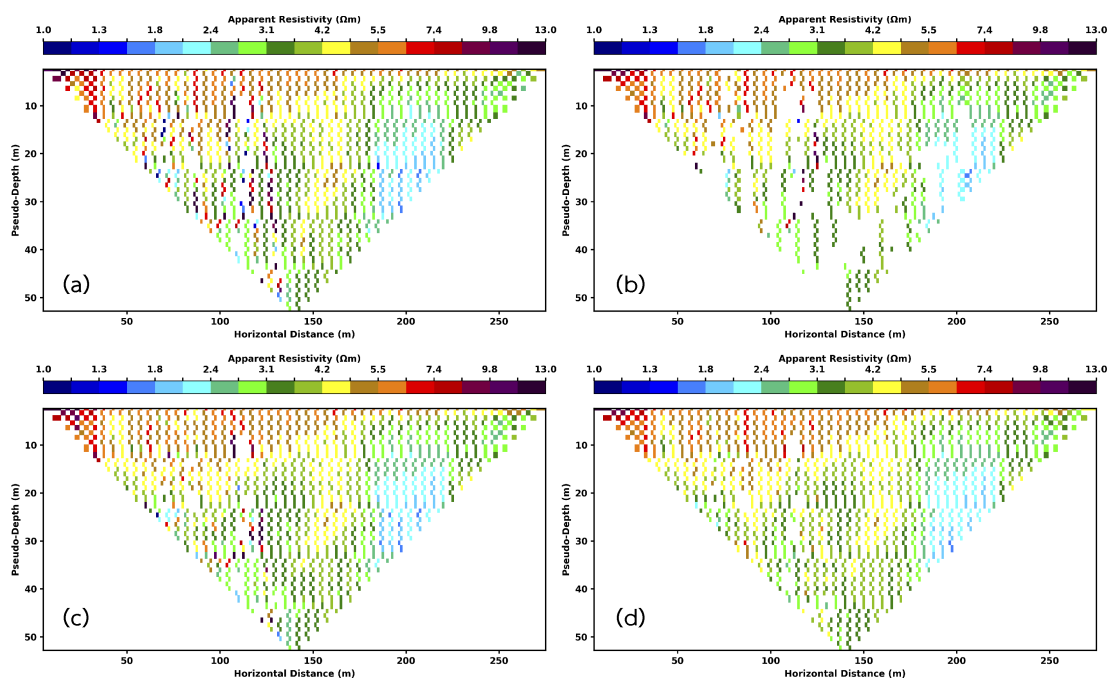 Apparent Resistivity (Ωm)
1.0 1.3 1.8 2.4 3.1 4.2 5.5 7.4 9.8 13.0
Pseudo-Depth (m)
10
20
30
40
50
(a)
50 100 150 200 250
Horizontal Distance (m)
Apparent Resistivity (Ωm)
1.0 1.3 1.8 2.4 3.1 4.2 5.5 7.4 9.8 13.0
Pseudo-Depth (m)
10
20
30
40
50
(b)
50 100 150 200 250
Horizontal Distance (m)
Apparent Resistivity (Ωm)
1.0 1.3 1.8 2.4 3.1 4.2 5.5 7.4 9.8 13.0
Pseudo-Depth (m)
10
20
30
40
50
(c)
50 100 150 200 250
Horizontal Distance (m)
Apparent Resistivity (Ωm)
1.0 1.3 1.8 2.4 3.1 4.2 5.5 7.4 9.8 13.0
Pseudo-Depth (m)
10
20
30
40
50
(d)
50 100 150 200 250
Horizontal Distance (m)